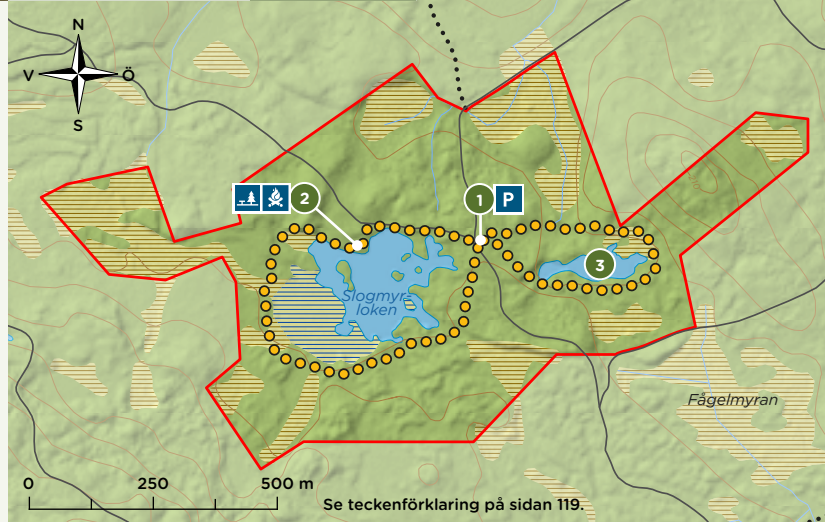 N
V Ö
S
2
1 P
3
Slogmyr-
loken
Fågelmyran
0 250 500 m
Se teckenförklaring på sidan 119.